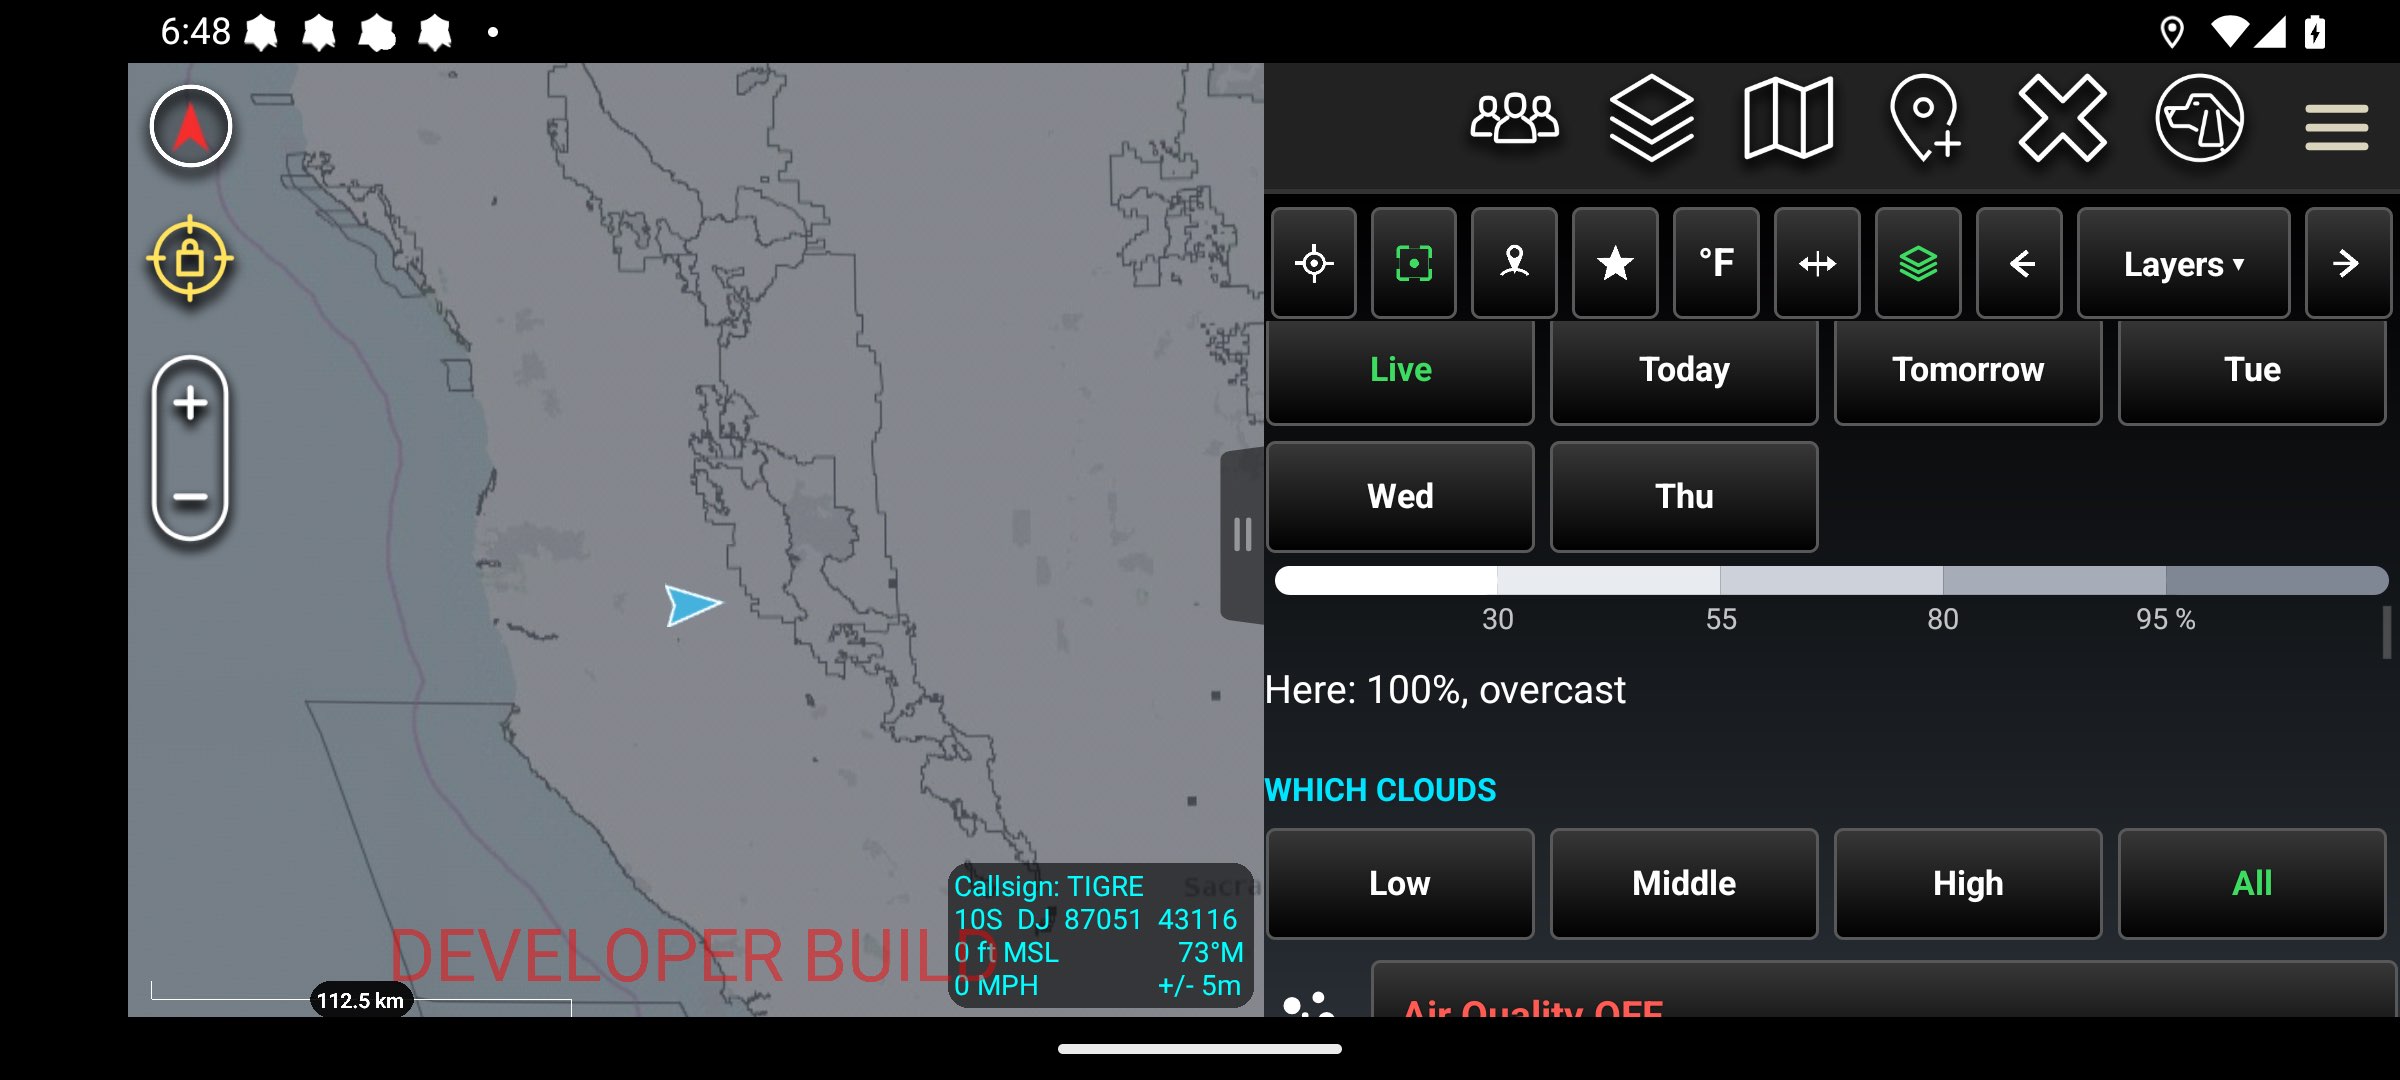 6:48
°F
Layers ▾
Live
Today
Tomorrow
Tue
Wed
Thu
30
55
80
95 %
Here: 100%, overcast
WHICH CLOUDS
Low
Middle
High
All
Air Quality OFF
Sacra
Callsign: TIGRE
10S DJ 87051 43116
0 ft MSL 73°M
0 MPH +/- 5m
DEVELOPER BUILD
112.5 km